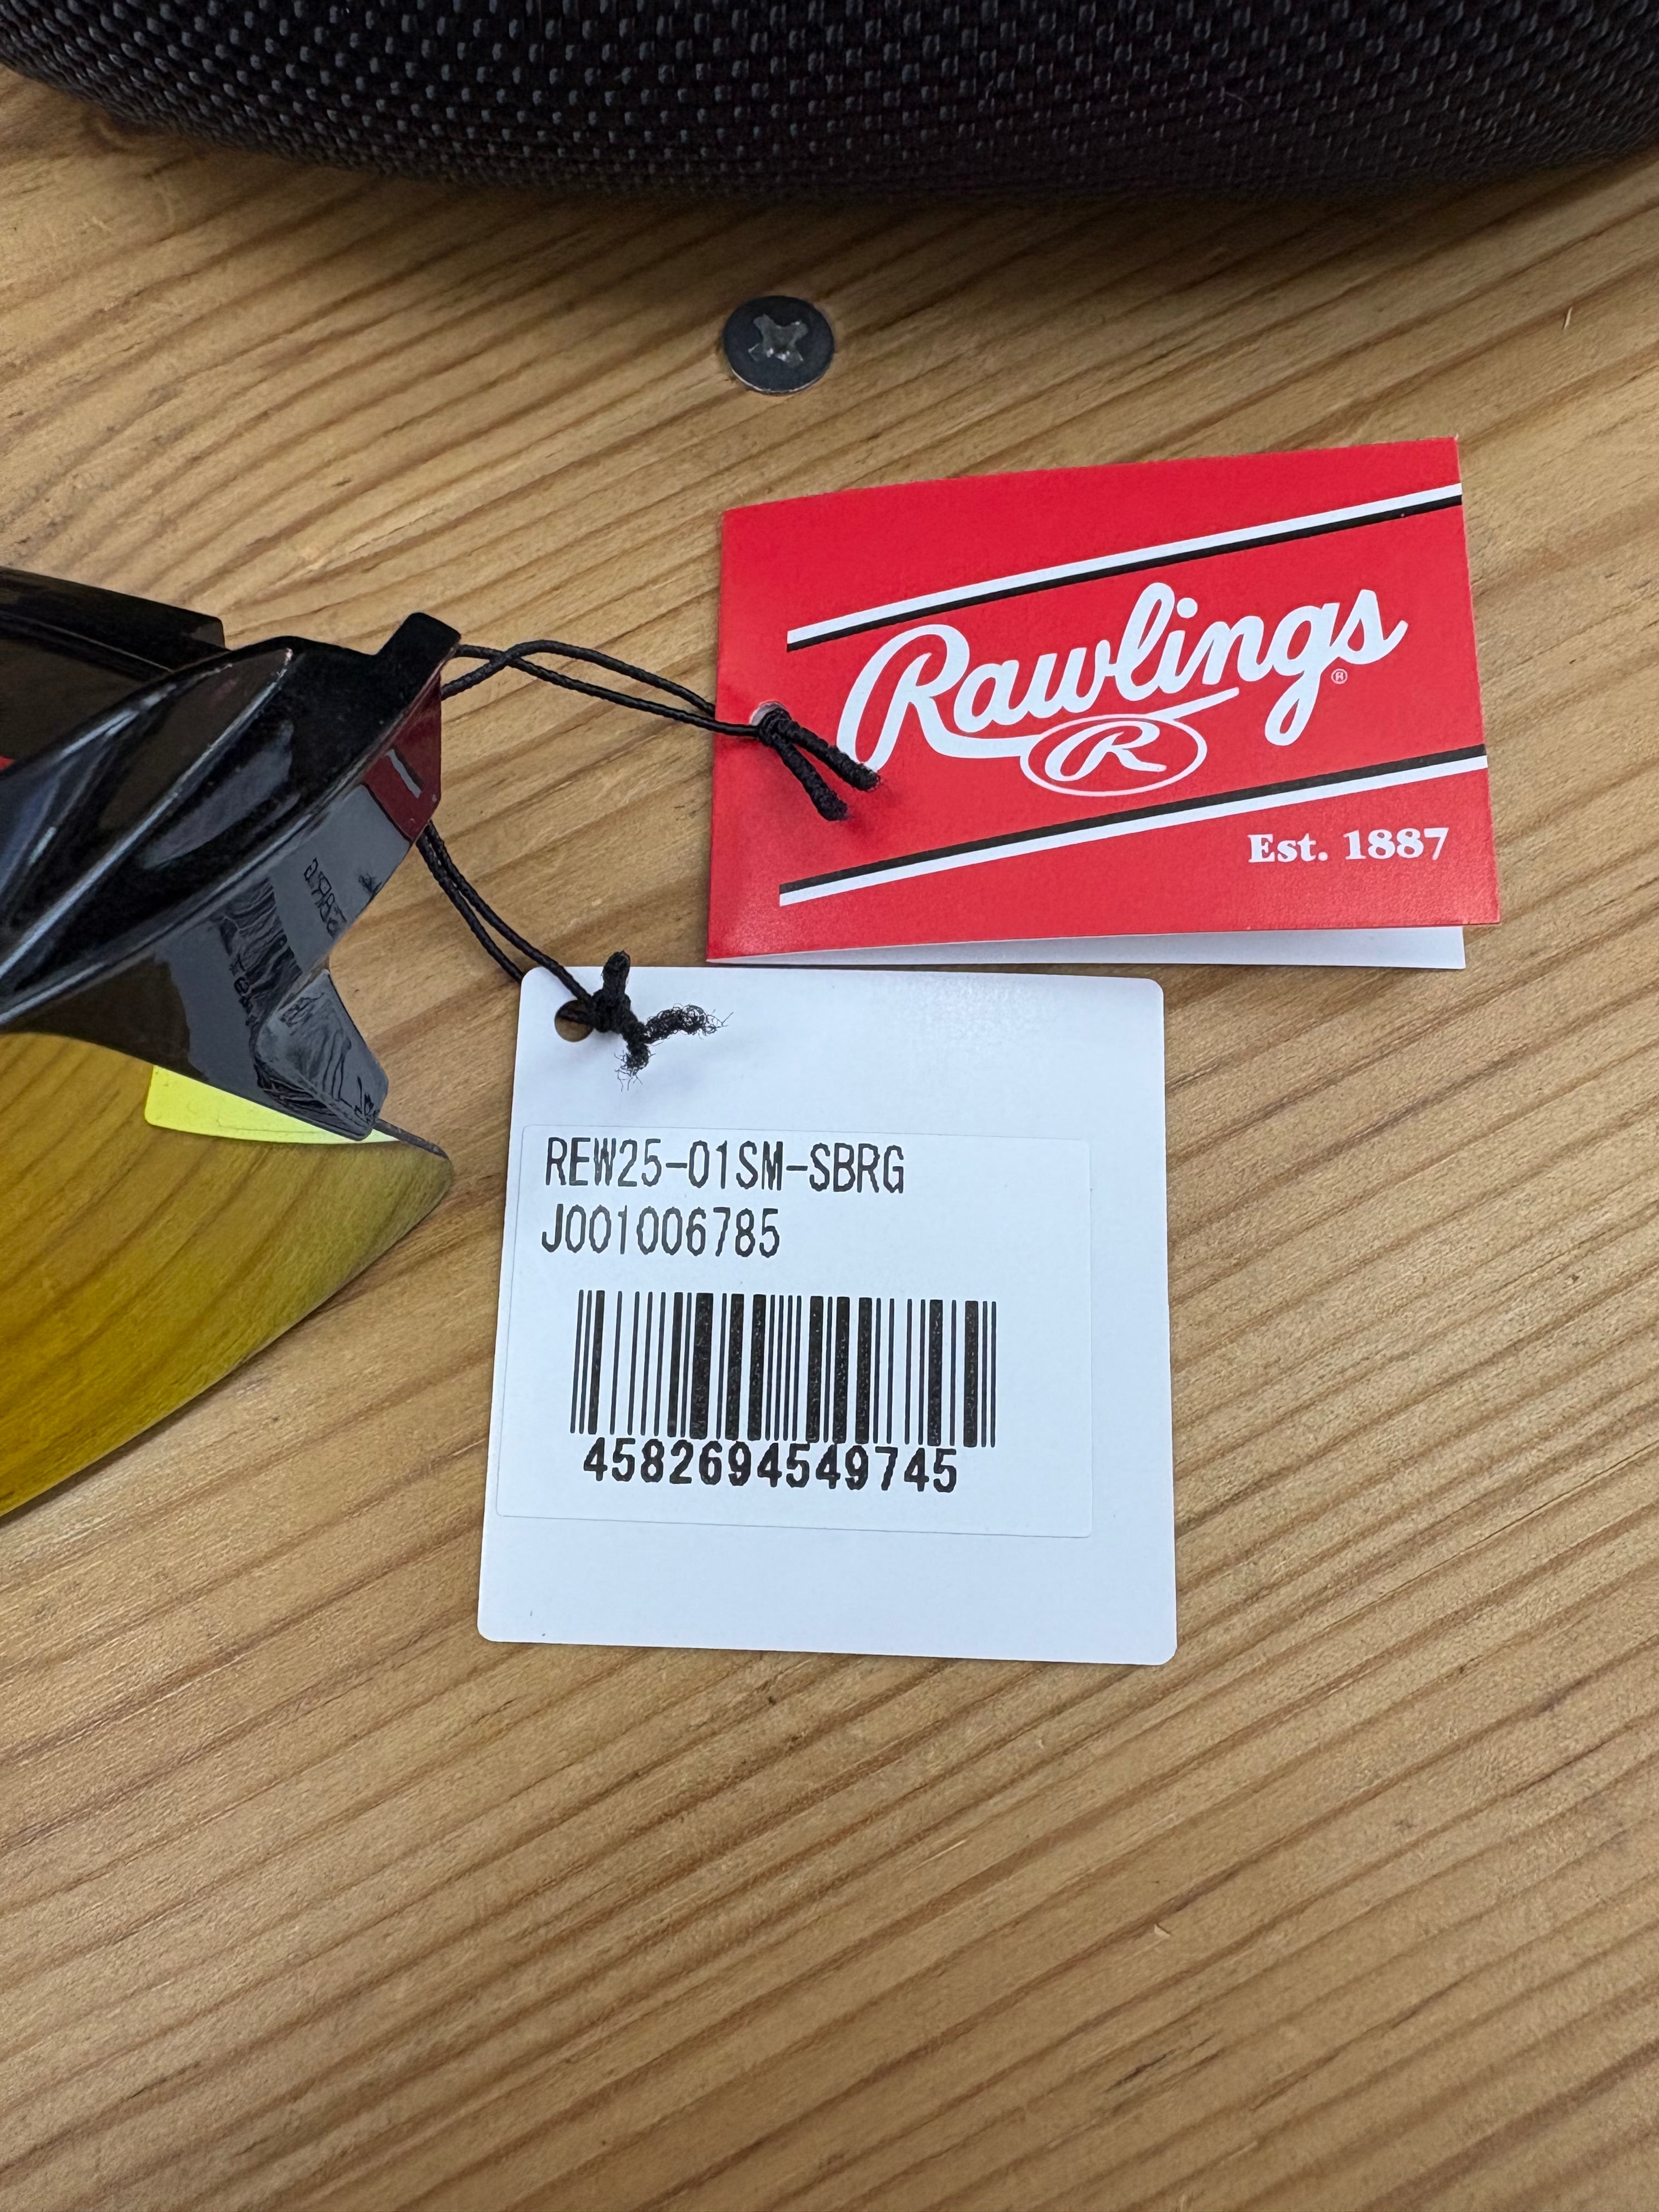 Rawlings®
R
Est. 1887
REW25-01SM-SBRG
J001006785
4582694549745